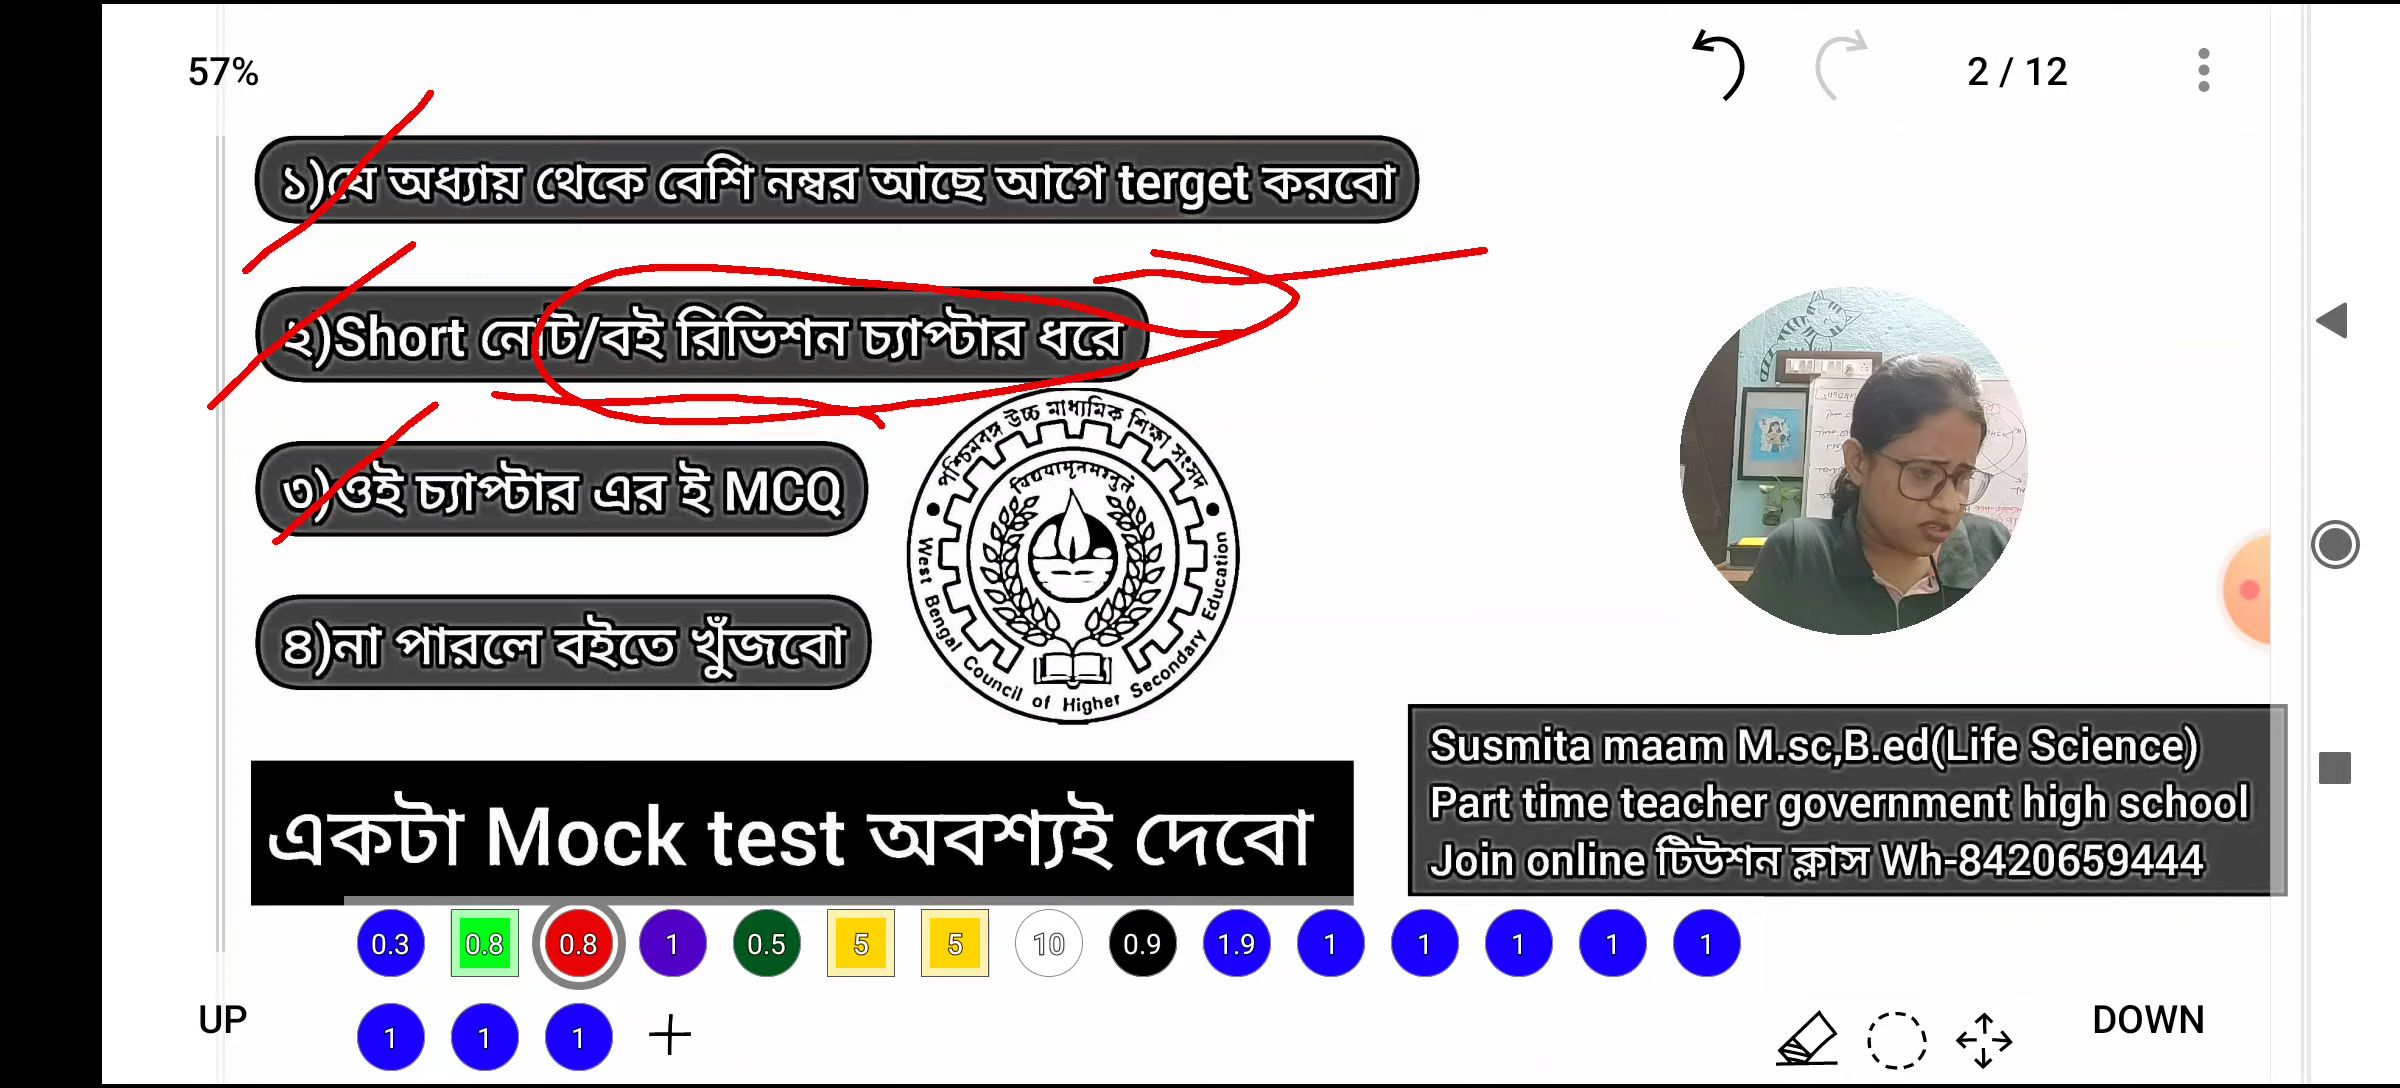 57%
2 / 12
১)যে অধ্যায় থেকে বেশি নম্বর আছে আগে terget করবো
২)Short নোট/বই রিভিশন চ্যাপ্টার ধরে
৩)ওই চ্যাপ্টার এর ই MCQ
৪)না পারলে বইতে খুঁজবো
পশ্চিমবঙ্গ উচ্চ মাধ্যমিক শিক্ষা সংসদ
West Bengal Council of Higher Secondary Education
একটা Mock test অবশ্যই দেবো
Susmita maam M.sc,B.ed(Life Science)
Part time teacher government high school
Join online টিউশন ক্লাস Wh-8420659444
0.3 0.8 0.8 1 0.5 5 5 10 0.9 1.9 1 1 1 1 1
UP 1 1 1 DOWN